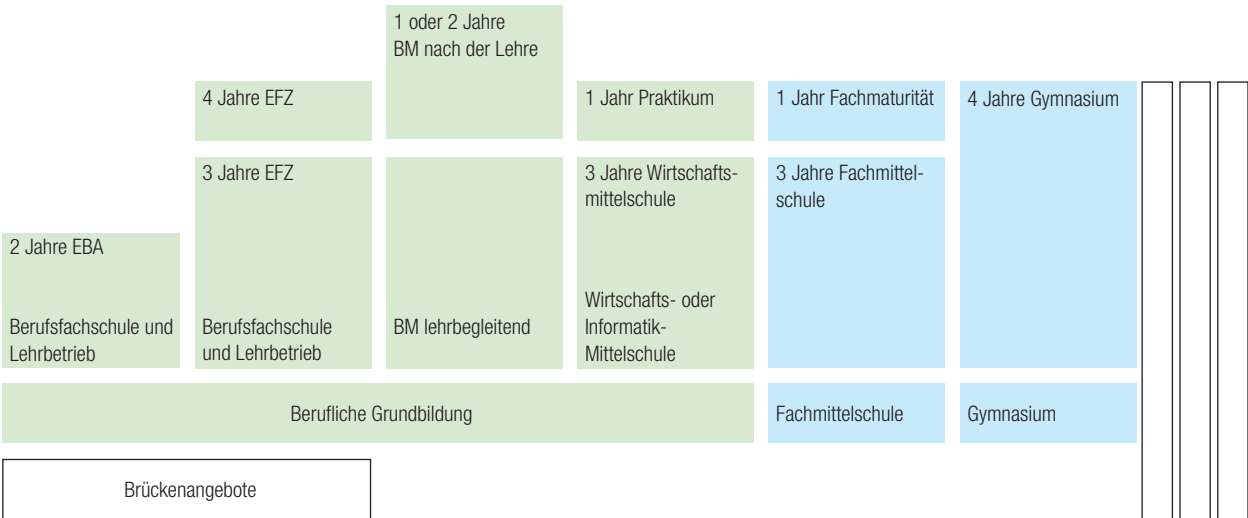 1 oder 2 Jahre
BM nach der Lehre
4 Jahre EFZ
1 Jahr Praktikum
1 Jahr Fachmaturität
4 Jahre Gymnasium
3 Jahre EFZ
3 Jahre Wirtschafts-
mittelschule
3 Jahre Fachmittel-
schule
2 Jahre EBA
Berufsfachschule und
Lehrbetrieb
Berufsfachschule
und Lehrbetrieb
BM lehrbegleitend
Wirtschafts- oder
Informatik-
Mittelschule
Berufliche Grundbildung
Fachmittelschule
Gymnasium
Brückenangebote